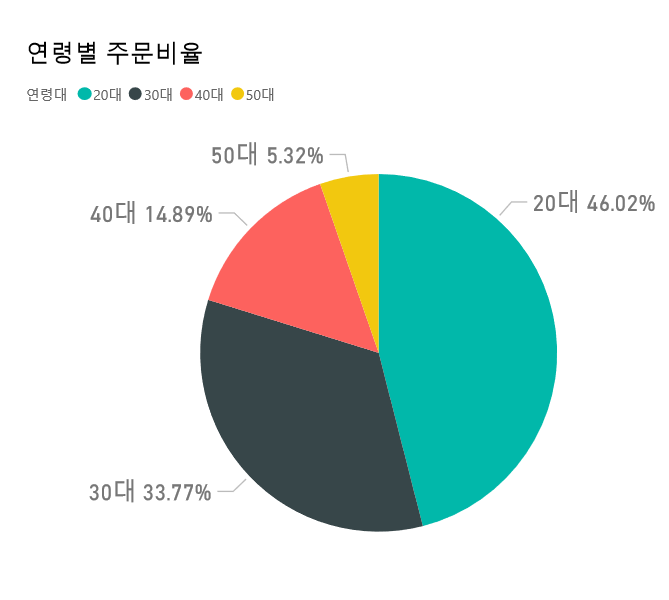 연령별 주문비율
연령대 20대 30대 40대 50대
50대 5.32%
20대 46.02%
40대 14.89%
30대 33.77%